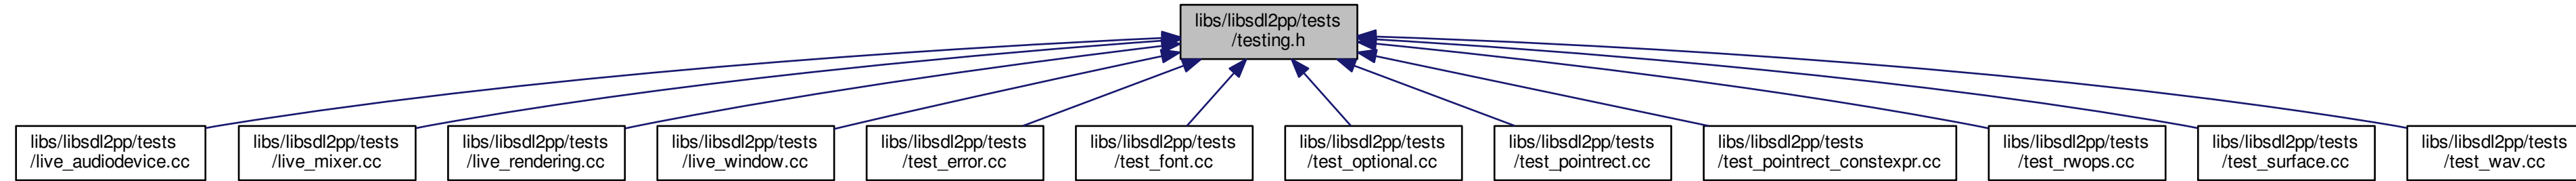 libs/libsdl2pp/tests
/testing.h
libs/libsdl2pp/tests
/live_audiodevice.cc
libs/libsdl2pp/tests
/live_mixer.cc
libs/libsdl2pp/tests
/live_rendering.cc
libs/libsdl2pp/tests
/live_window.cc
libs/libsdl2pp/tests
/test_error.cc
libs/libsdl2pp/tests
/test_font.cc
libs/libsdl2pp/tests
/test_optional.cc
libs/libsdl2pp/tests
/test_pointrect.cc
libs/libsdl2pp/tests
/test_pointrect_constexpr.cc
libs/libsdl2pp/tests
/test_rwops.cc
libs/libsdl2pp/tests
/test_surface.cc
libs/libsdl2pp/tests
/test_wav.cc